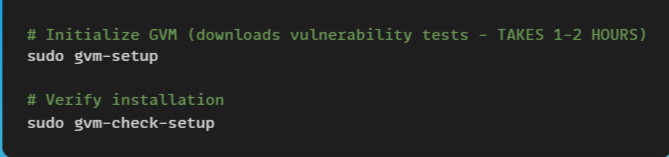 # Initialize GVM (downloads vulnerability tests - TAKES 1-2 HOURS)
sudo gvm-setup
# Verify installation
sudo gvm-check-setup